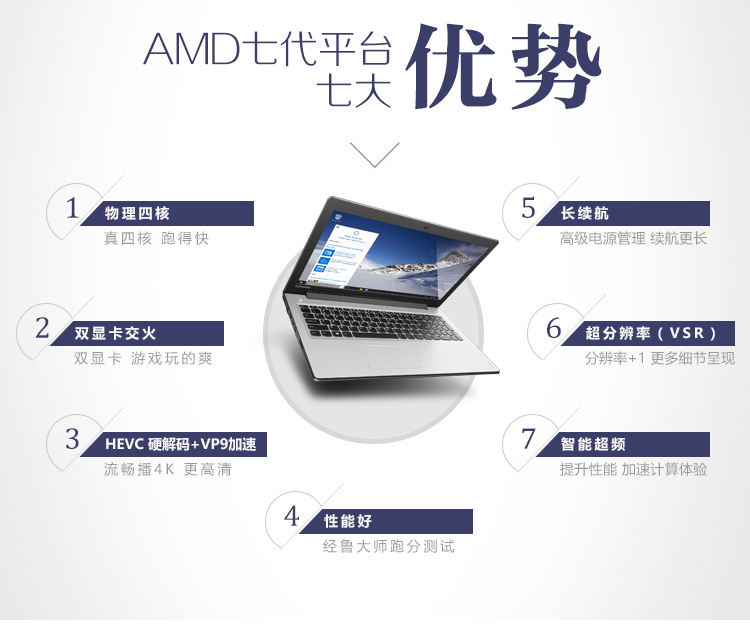 AMD七代平台
七大
优势
1
物理四核
真四核 跑得快
2
双显卡交火
双显卡 游戏玩的爽
3
HEVC 硬解码+VP9加速
流畅播4K 更高清
4
性能好
经鲁大师跑分测试
5
长续航
高级电源管理 续航更长
6
超分辨率(VSR)
分辨率+1 更多细节呈现
7
智能超频
提升性能 加速计算体验